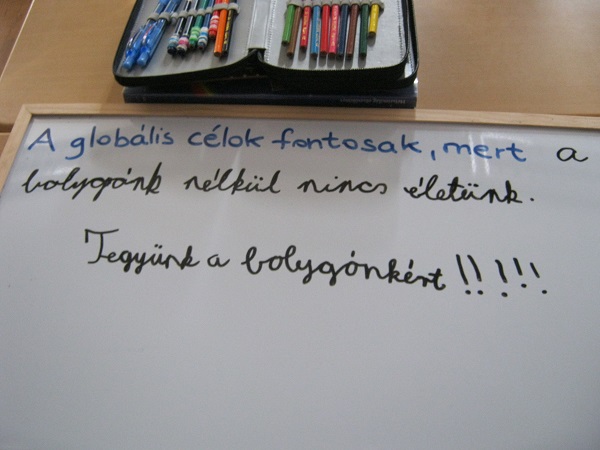 A globális célok fontosak, mert a
bolygónk nélkül nincs életünk.
Tegyünk a bolygónkért !!!!!